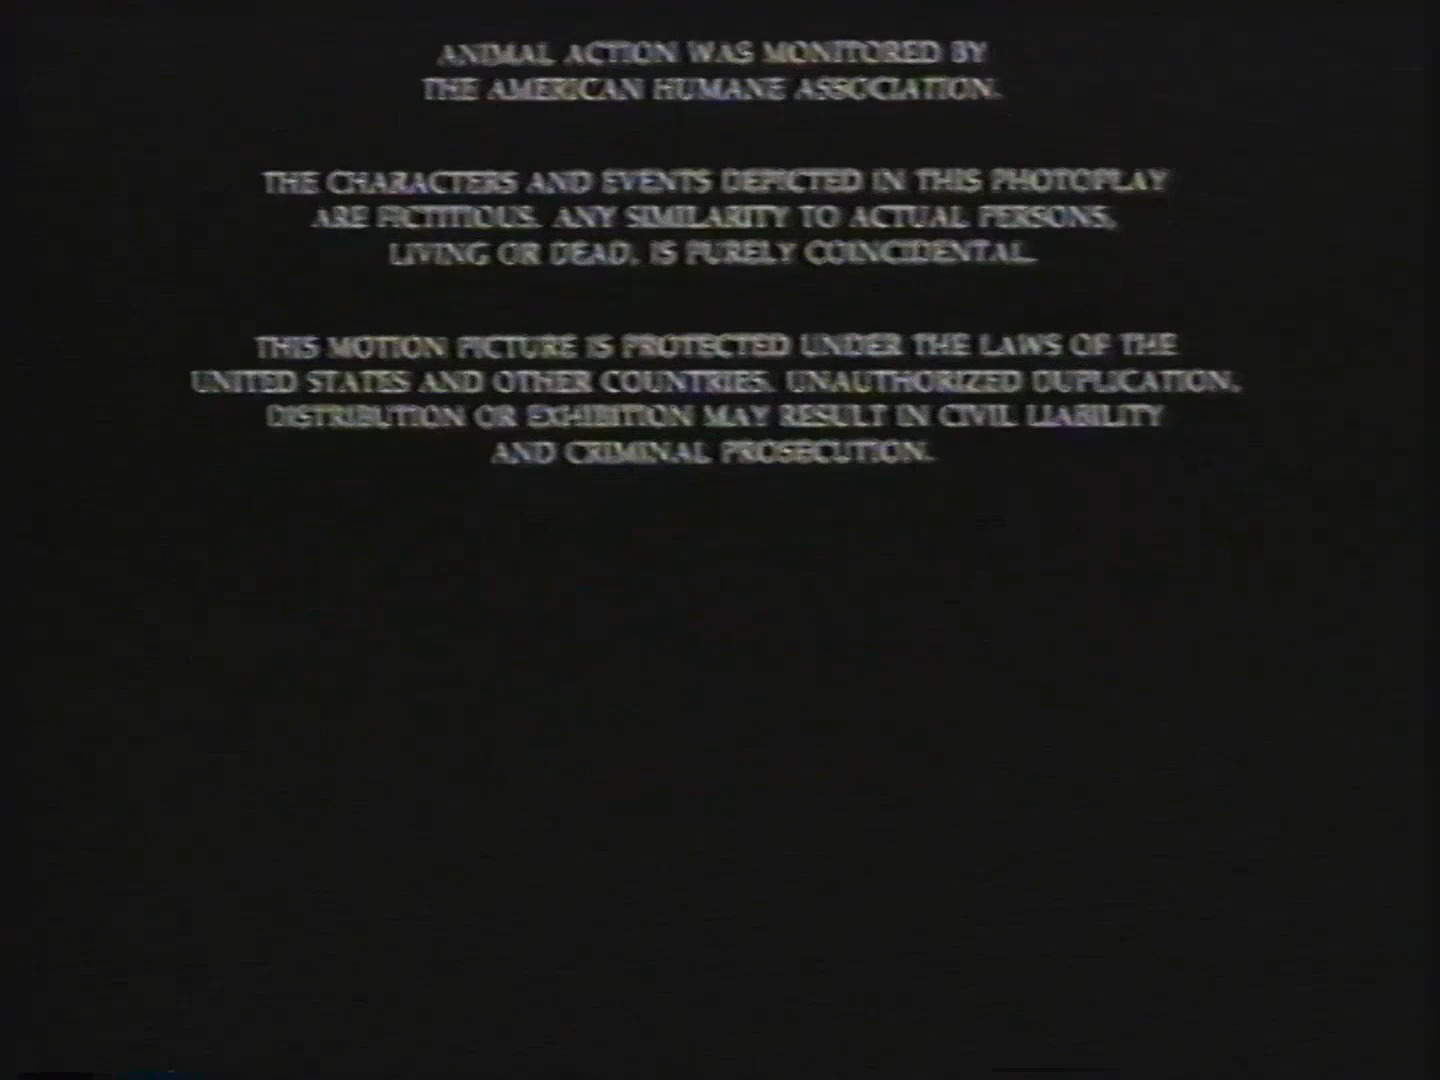 ANIMAL ACTION WAS MONITORED BY
THE AMERICAN HUMANE ASSOCIATION.
THE CHARACTERS AND EVENTS DEPICTED IN THIS PHOTOPLAY
ARE FICTITIOUS. ANY SIMILARITY TO ACTUAL PERSONS,
LIVING OR DEAD, IS PURELY COINCIDENTAL.
THIS MOTION PICTURE IS PROTECTED UNDER THE LAWS OF THE
UNITED STATES AND OTHER COUNTRIES. UNAUTHORIZED DUPLICATION,
DISTRIBUTION OR EXHIBITION MAY RESULT IN CIVIL LIABILITY
AND CRIMINAL PROSECUTION.